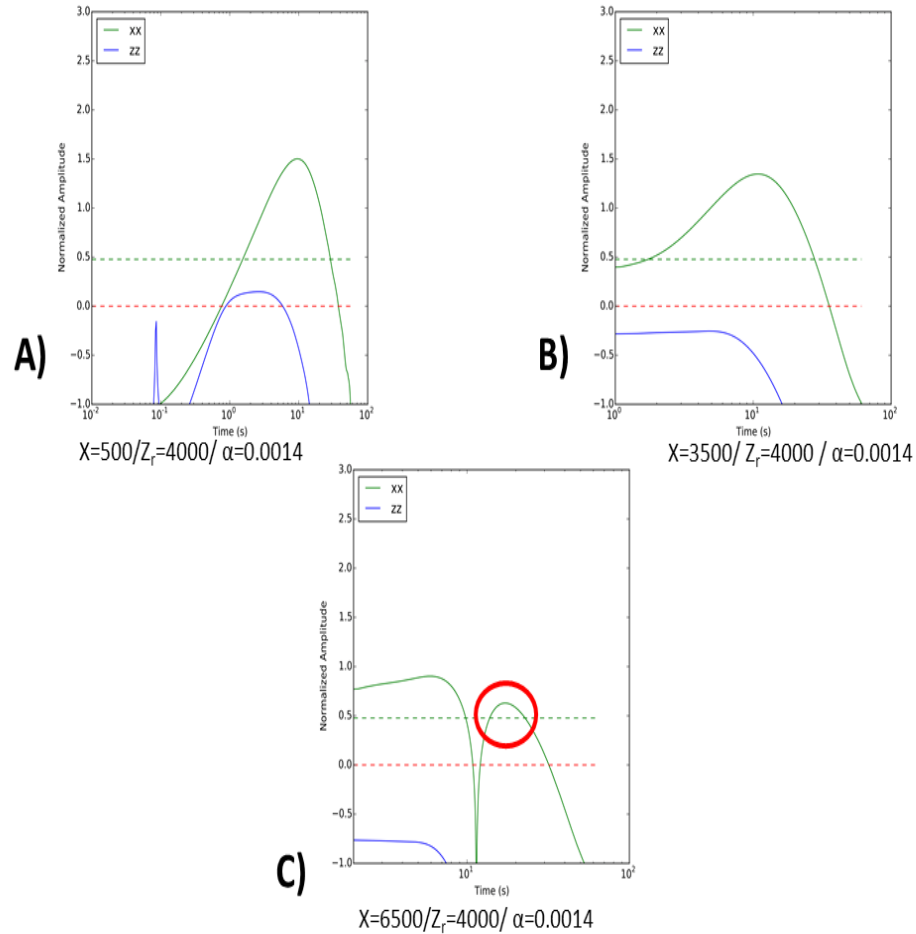 3.0
xx
zz
2.5
2.0
Normalized Amplitude
1.5
1.0
0.5
0.0
−0.5
−1.0
10⁻² 10⁻¹ 10⁰ 10¹ 10²
Time (s)
A)
X=500/Zᵣ=4000/ α=0.0014
3.0
xx
zz
2.5
2.0
Normalized Amplitude
1.5
1.0
0.5
0.0
−0.5
−1.0
10⁰ 10¹ 10²
Time (s)
B)
X=3500/ Zᵣ=4000 / α=0.0014
3.0
xx
zz
2.5
2.0
Normalized Amplitude
1.5
1.0
0.5
0.0
−0.5
−1.0
10¹ 10²
Time (s)
C)
X=6500/Zᵣ=4000/ α=0.0014